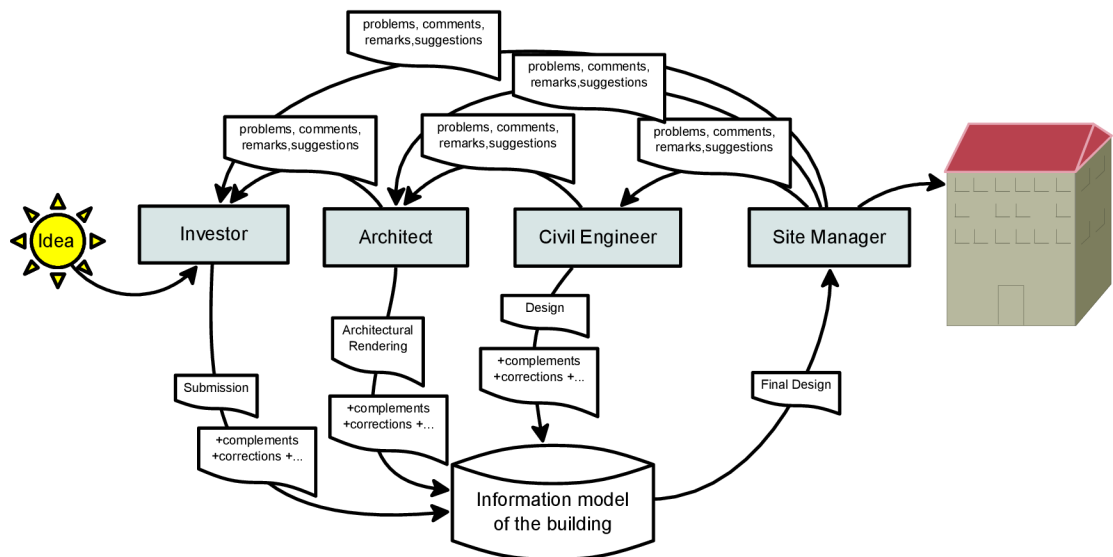 problems, comments,
remarks,suggestions
problems, comments,
remarks,suggestions
problems, comments,
remarks,suggestions
problems, comments,
remarks,suggestions
problems, comments,
remarks,suggestions
Idea
Investor
Architect
Civil Engineer
Site Manager
Design
Architectural
Rendering
+complements
+corrections +...
Submission
Final Design
+complements
+corrections +...
+complements
+corrections +...
Information model
of the building